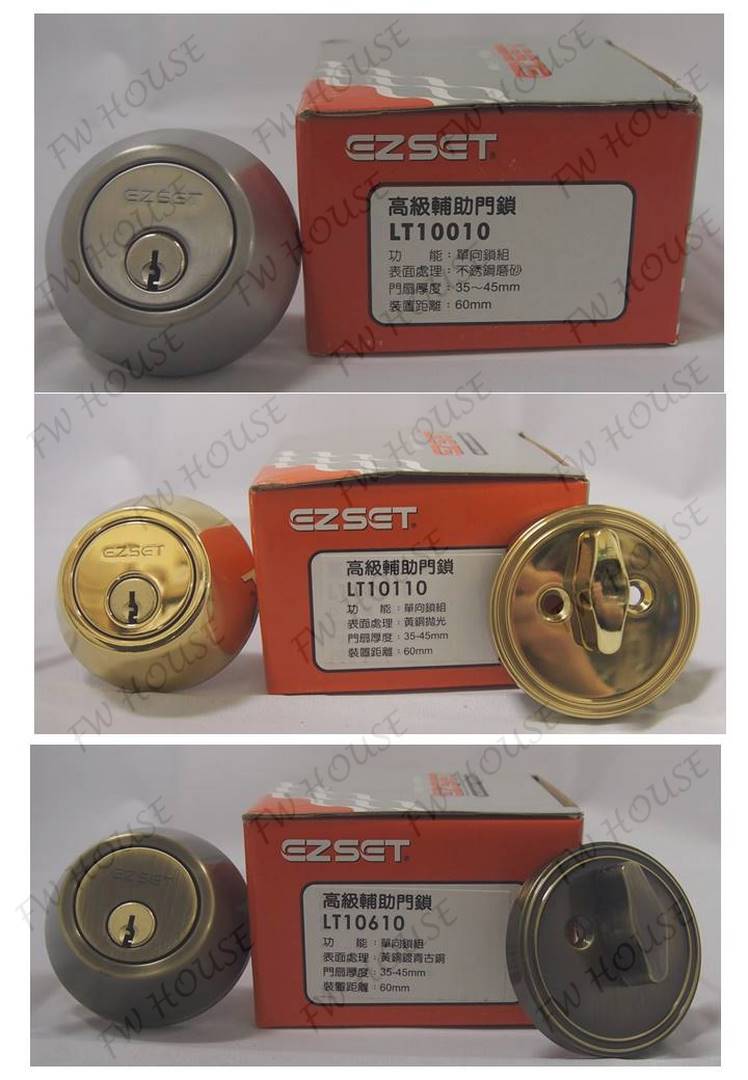 EZSET
EZSET
高級輔助門鎖
LT10010
功 能：單向鎖組
表面處理：不銹鋼磨砂
門扇厚度：35～45mm
裝置距離：60mm
EZSET
EZSET
高級輔助門鎖
LT10110
功 能：單向鎖組
表面處理：黃銅拋光
門扇厚度：35-45mm
裝置距離：60mm
EZSET
EZSET
高級輔助門鎖
LT10610
功 能：單向鎖組
表面處理：黃銅鍍青古銅
門扇厚度：35-45mm
裝置距離：60mm
FW HOUSE